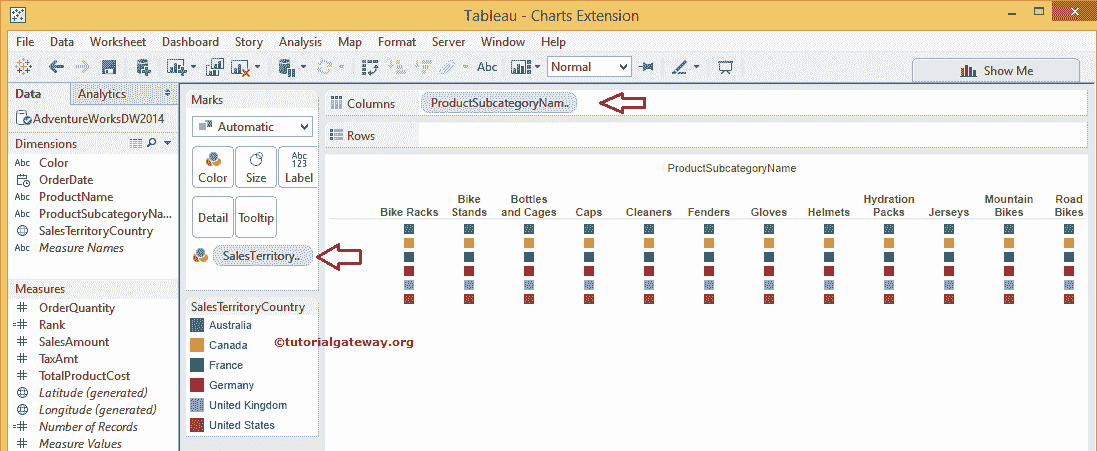 Tableau - Charts Extension
File Data Worksheet Dashboard Story Analysis Map Format Server Window Help
Abc Normal Show Me
Data Analytics
AdventureWorksDW2014
Dimensions
Abc Color
OrderDate
Abc ProductName
Abc ProductSubcategoryNa...
SalesTerritoryCountry
Abc Measure Names
Measures
# OrderQuantity
=# Rank
# SalesAmount
# TaxAmt
# TotalProductCost
Latitude (generated)
Longitude (generated)
=# Number of Records
# Measure Values
Marks
Automatic
Abc
123
Color Size Label
Detail Tooltip
SalesTerritory..
SalesTerritoryCountry
Australia
Canada
France
Germany
United Kingdom
United States
©tutorialgateway.org
Columns ProductSubcategoryNam..
Rows
ProductSubcategoryName
Bike Racks Bike Stands Bottles and Cages Caps Cleaners Fenders Gloves Helmets Hydration Packs Jerseys Mountain Bikes Road Bikes